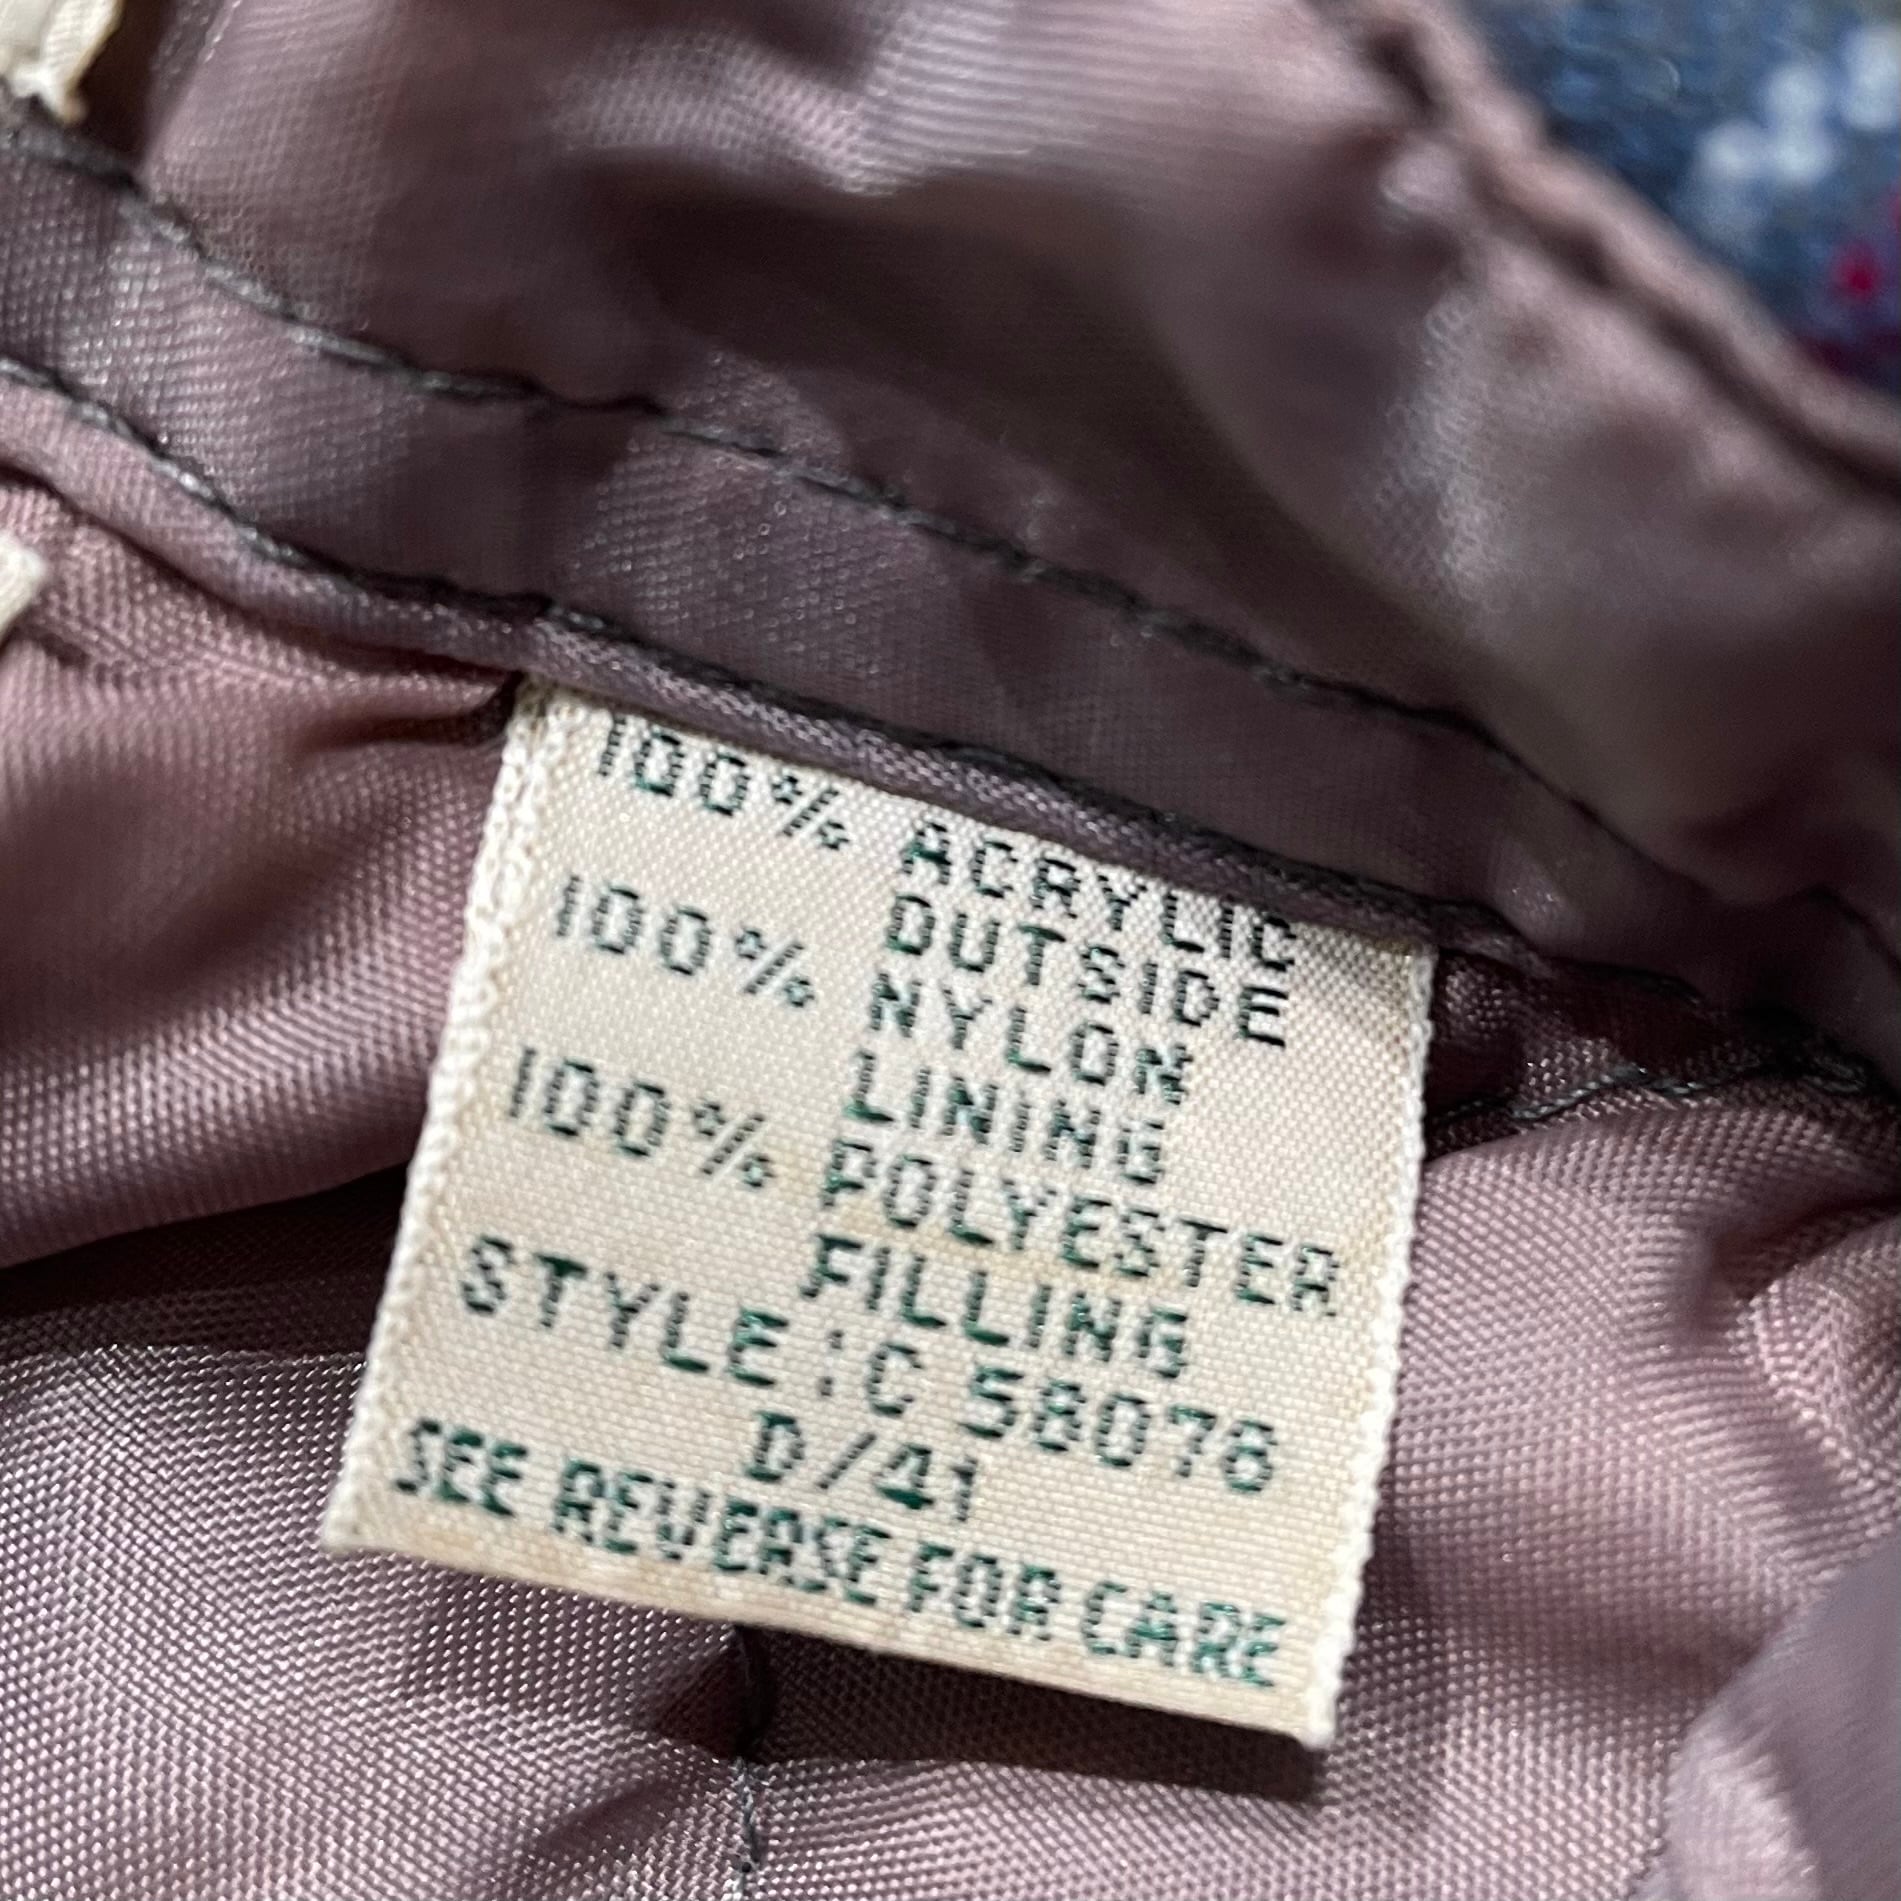 100% ACRYLIC
OUTSIDE
100% NYLON
LINING
100% POLYESTER
FILLING
STYLE:C 58076
D/41
SEE REVERSE FOR CARE